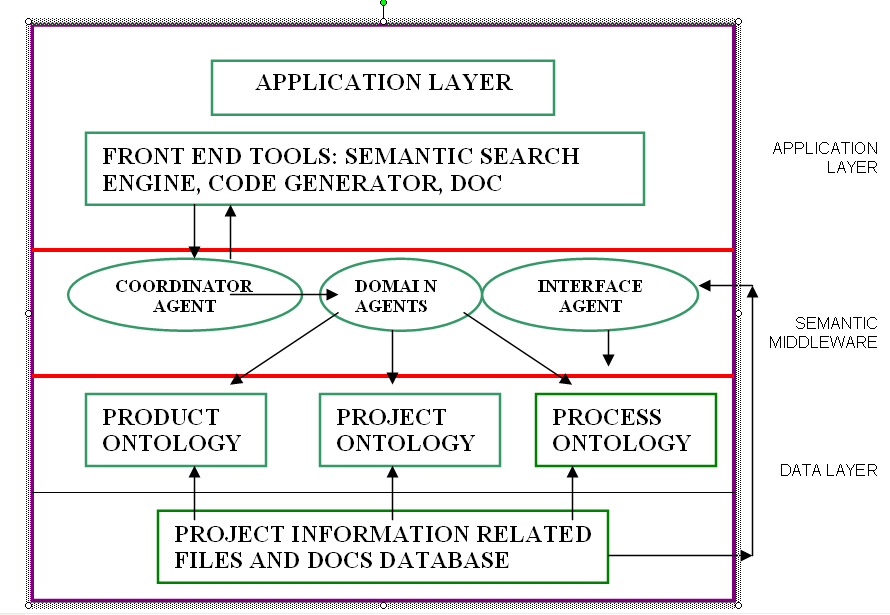 APPLICATION LAYER
FRONT END TOOLS: SEMANTIC SEARCH
ENGINE, CODE GENERATOR, DOC
APPLICATION
LAYER
COORDINATOR
AGENT
DOMAI N
AGENTS
INTERFACE
AGENT
SEMANTIC
MIDDLEWARE
PRODUCT
ONTOLOGY
PROJECT
ONTOLOGY
PROCESS
ONTOLOGY
DATA LAYER
PROJECT INFORMATION RELATED
FILES AND DOCS DATABASE